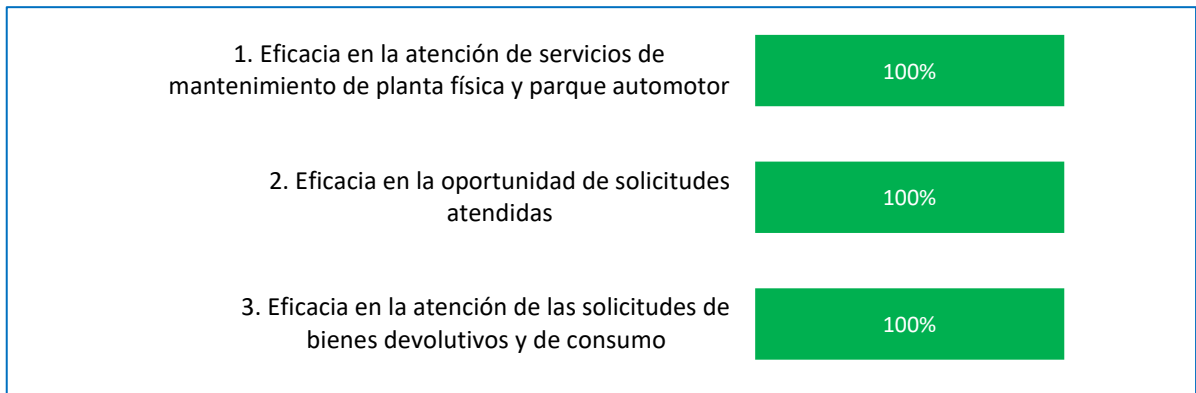 1. Eficacia en la atención de servicios de
mantenimiento de planta física y parque automotor
100%
2. Eficacia en la oportunidad de solicitudes
atendidas
100%
3. Eficacia en la atención de las solicitudes de
bienes devolutivos y de consumo
100%